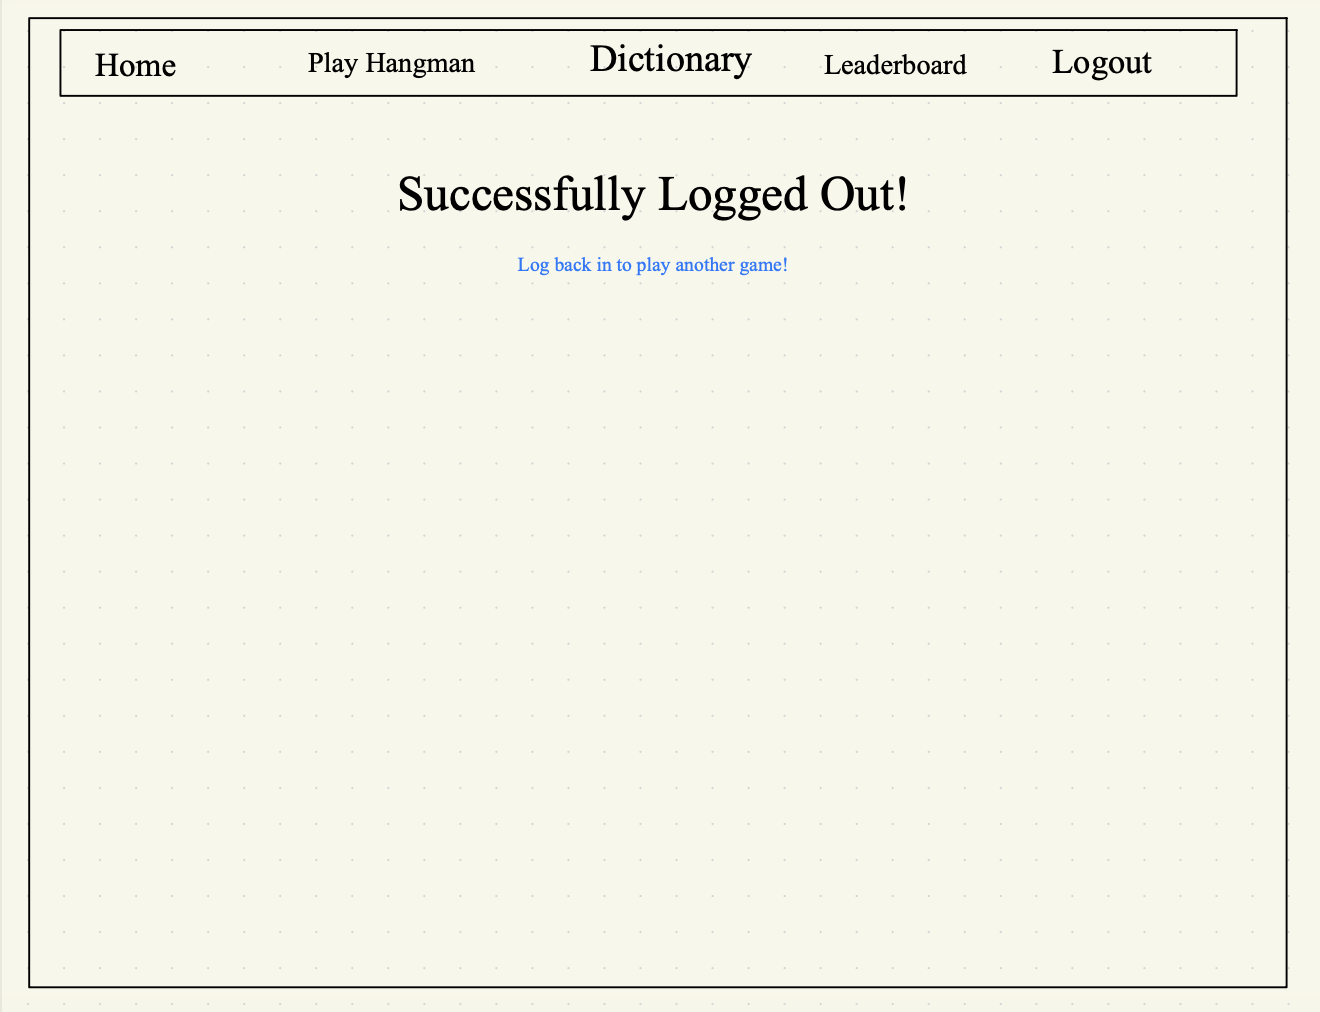 Home Play Hangman Dictionary Leaderboard Logout
Successfully Logged Out!
Log back in to play another game!